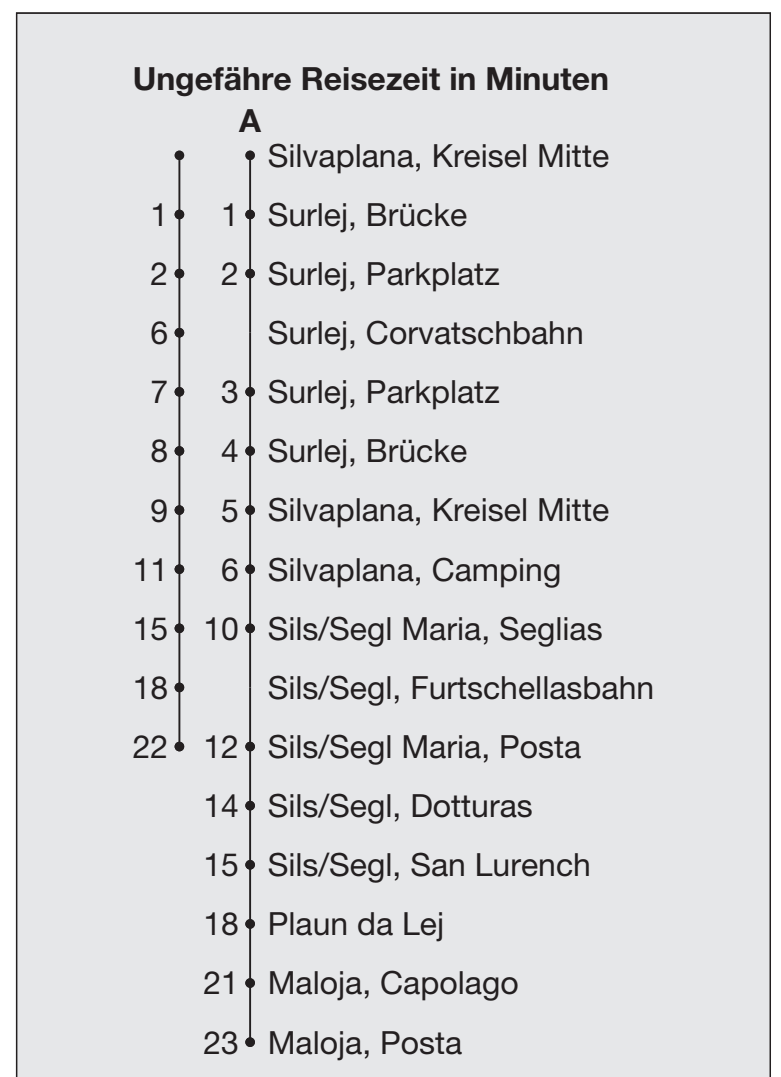 Ungefähre Reisezeit in Minuten
A
Silvaplana, Kreisel Mitte
1 1 Surlej, Brücke
2 2 Surlej, Parkplatz
6 Surlej, Corvatschbahn
7 3 Surlej, Parkplatz
8 4 Surlej, Brücke
9 5 Silvaplana, Kreisel Mitte
11 6 Silvaplana, Camping
15 10 Sils/Segl Maria, Seglias
18 Sils/Segl, Furtschellasbahn
22 12 Sils/Segl Maria, Posta
14 Sils/Segl, Dotturas
15 Sils/Segl, San Lurench
18 Plaun da Lej
21 Maloja, Capolago
23 Maloja, Posta